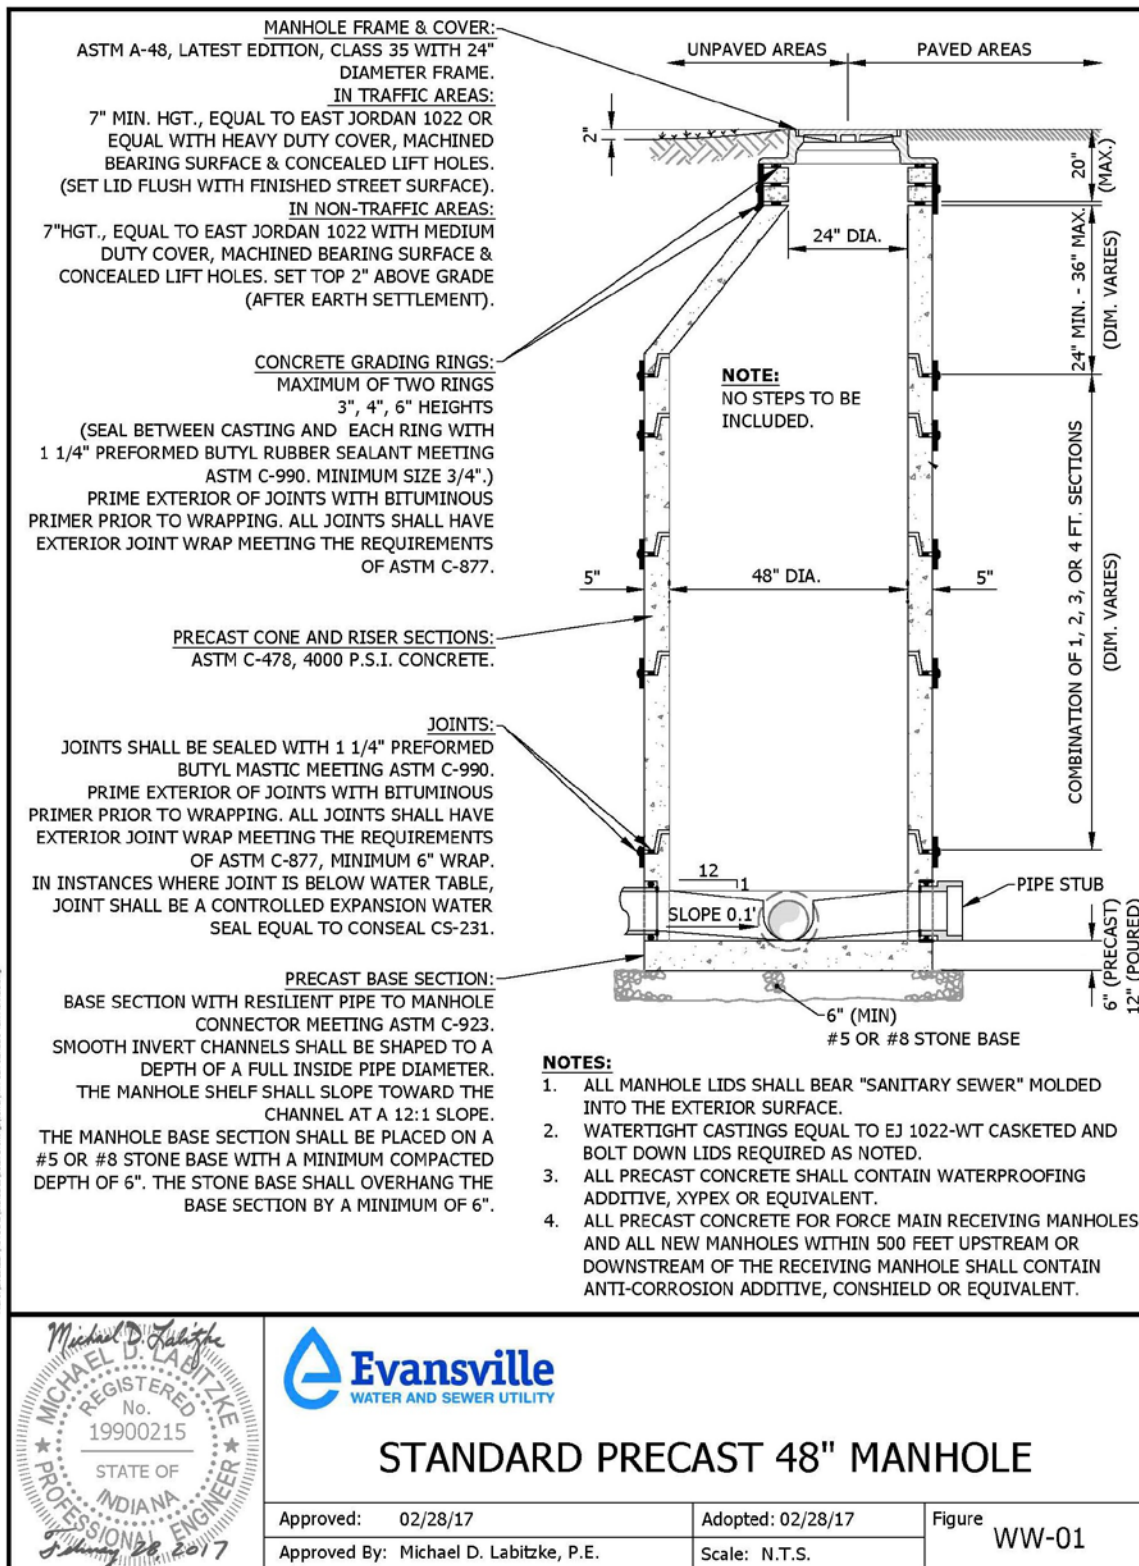 MANHOLE FRAME & COVER:
ASTM A-48, LATEST EDITION, CLASS 35 WITH 24"
DIAMETER FRAME.
IN TRAFFIC AREAS:
7" MIN. HGT., EQUAL TO EAST JORDAN 1022 OR
EQUAL WITH HEAVY DUTY COVER, MACHINED
BEARING SURFACE & CONCEALED LIFT HOLES.
(SET LID FLUSH WITH FINISHED STREET SURFACE).
IN NON-TRAFFIC AREAS:
7"HGT., EQUAL TO EAST JORDAN 1022 WITH MEDIUM
DUTY COVER, MACHINED BEARING SURFACE &
CONCEALED LIFT HOLES. SET TOP 2" ABOVE GRADE
(AFTER EARTH SETTLEMENT).
CONCRETE GRADING RINGS:
MAXIMUM OF TWO RINGS
3", 4", 6" HEIGHTS
(SEAL BETWEEN CASTING AND EACH RING WITH
1 1/4" PREFORMED BUTYL RUBBER SEALANT MEETING
ASTM C-990. MINIMUM SIZE 3/4".)
PRIME EXTERIOR OF JOINTS WITH BITUMINOUS
PRIMER PRIOR TO WRAPPING. ALL JOINTS SHALL HAVE
EXTERIOR JOINT WRAP MEETING THE REQUIREMENTS
OF ASTM C-877.
PRECAST CONE AND RISER SECTIONS:
ASTM C-478, 4000 P.S.I. CONCRETE.
JOINTS:
JOINTS SHALL BE SEALED WITH 1 1/4" PREFORMED
BUTYL MASTIC MEETING ASTM C-990.
PRIME EXTERIOR OF JOINTS WITH BITUMINOUS
PRIMER PRIOR TO WRAPPING. ALL JOINTS SHALL HAVE
EXTERIOR JOINT WRAP MEETING THE REQUIREMENTS
OF ASTM C-877, MINIMUM 6" WRAP.
IN INSTANCES WHERE JOINT IS BELOW WATER TABLE,
JOINT SHALL BE A CONTROLLED EXPANSION WATER
SEAL EQUAL TO CONSEAL CS-231.
PRECAST BASE SECTION:
BASE SECTION WITH RESILIENT PIPE TO MANHOLE
CONNECTOR MEETING ASTM C-923.
SMOOTH INVERT CHANNELS SHALL BE SHAPED TO A
DEPTH OF A FULL INSIDE PIPE DIAMETER.
THE MANHOLE SHELF SHALL SLOPE TOWARD THE
CHANNEL AT A 12:1 SLOPE.
THE MANHOLE BASE SECTION SHALL BE PLACED ON A
#5 OR #8 STONE BASE WITH A MINIMUM COMPACTED
DEPTH OF 6". THE STONE BASE SHALL OVERHANG THE
BASE SECTION BY A MINIMUM OF 6".
UNPAVED AREAS
PAVED AREAS
2"
20"
(MAX.)
24" DIA.
24" MIN. - 36" MAX.
(DIM. VARIES)
NOTE:
NO STEPS TO BE
INCLUDED.
COMBINATION OF 1, 2, 3, OR 4 FT. SECTIONS
(DIM. VARIES)
5"
48" DIA.
5"
12
1
SLOPE 0.1'
PIPE STUB
6" (PRECAST)
12" (POURED)
6" (MIN)
#5 OR #8 STONE BASE
NOTES:
1. ALL MANHOLE LIDS SHALL BEAR "SANITARY SEWER" MOLDED
INTO THE EXTERIOR SURFACE.
2. WATERTIGHT CASTINGS EQUAL TO EJ 1022-WT CASKETED AND
BOLT DOWN LIDS REQUIRED AS NOTED.
3. ALL PRECAST CONCRETE SHALL CONTAIN WATERPROOFING
ADDITIVE, XYPEX OR EQUIVALENT.
4. ALL PRECAST CONCRETE FOR FORCE MAIN RECEIVING MANHOLES
AND ALL NEW MANHOLES WITHIN 500 FEET UPSTREAM OR
DOWNSTREAM OF THE RECEIVING MANHOLE SHALL CONTAIN
ANTI-CORROSION ADDITIVE, CONSHIELD OR EQUIVALENT.
Michael D. Labitzke
MICHAEL D. LABITZKE
REGISTERED
No.
19900215
STATE OF
INDIANA
PROFESSIONAL ENGINEER
February 28, 2017
Evansville
WATER AND SEWER UTILITY
STANDARD PRECAST 48" MANHOLE
Approved: 02/28/17
Adopted: 02/28/17
Figure
WW-01
Approved By: Michael D. Labitzke, P.E.
Scale: N.T.S.